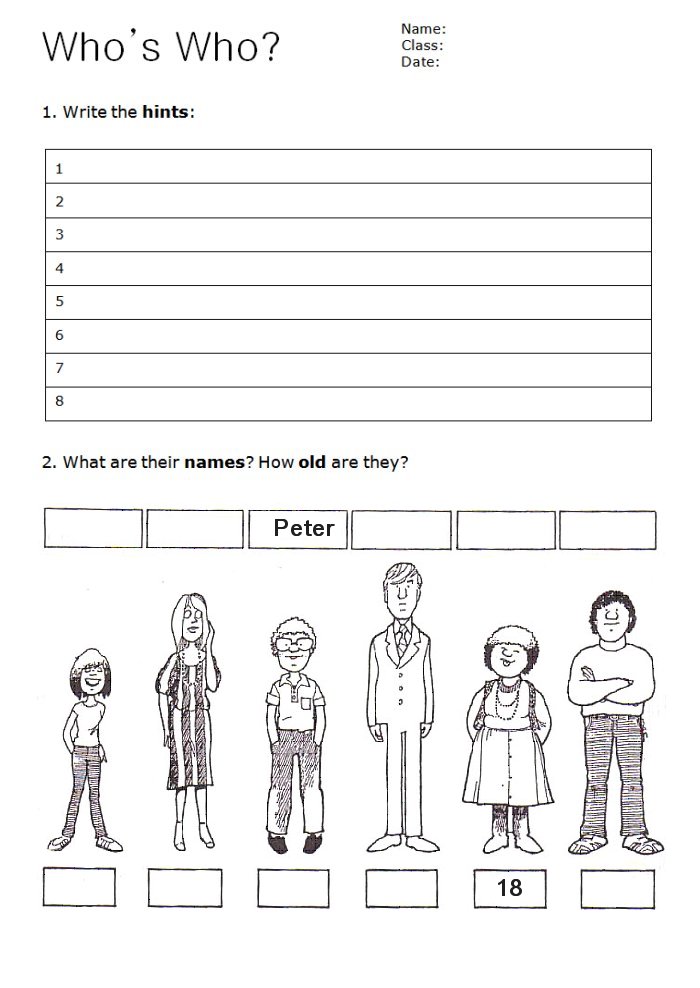 Who's Who?
Name:
Class:
Date:
1. Write the hints:
1
2
3
4
5
6
7
8
2. What are their names? How old are they?
Peter
18